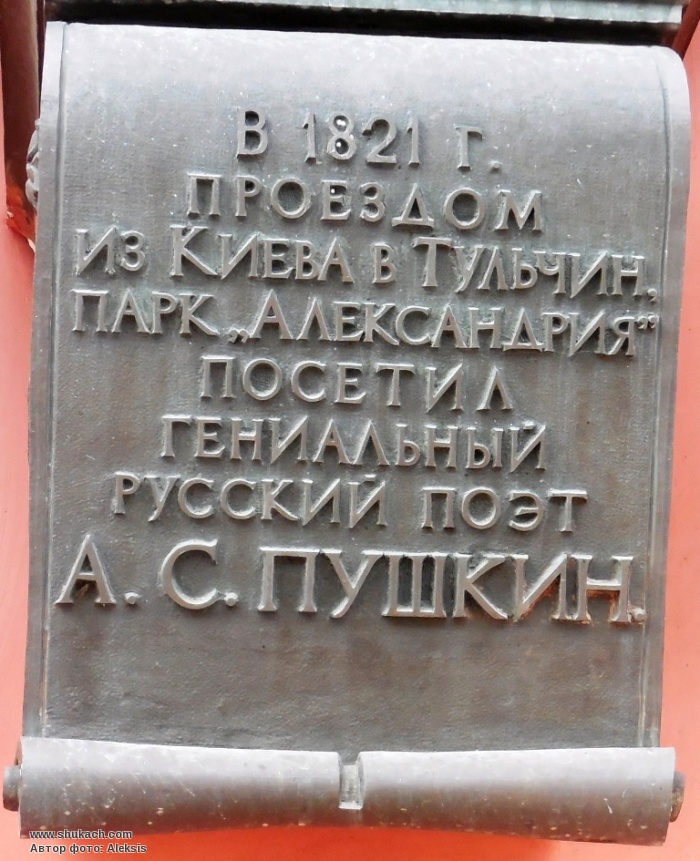 В 1821 г.
ПРОЕЗДОМ
ИЗ КИЕВА В ТУЛЬЧИН,
ПАРК „АЛЕКСАНДРИЯ”
ПОСЕТИЛ
ГЕНИАЛЬНЫЙ
РУССКИЙ ПОЭТ
А. С. ПУШКИН.
www.shukach.com
Автор фото: Aleksis